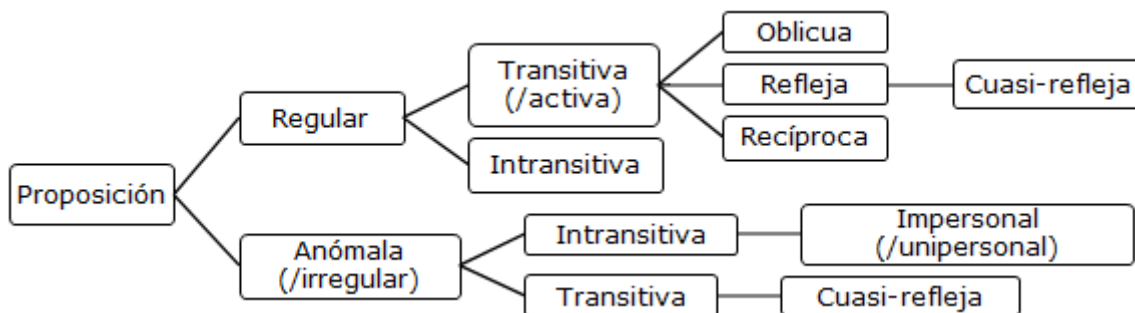 Oblicua
Transitiva
(/activa)
Refleja
Cuasi-refleja
Regular
Recíproca
Intransitiva
Proposición
Anómala
(/irregular)
Intransitiva
Impersonal
(/unipersonal)
Transitiva
Cuasi-refleja